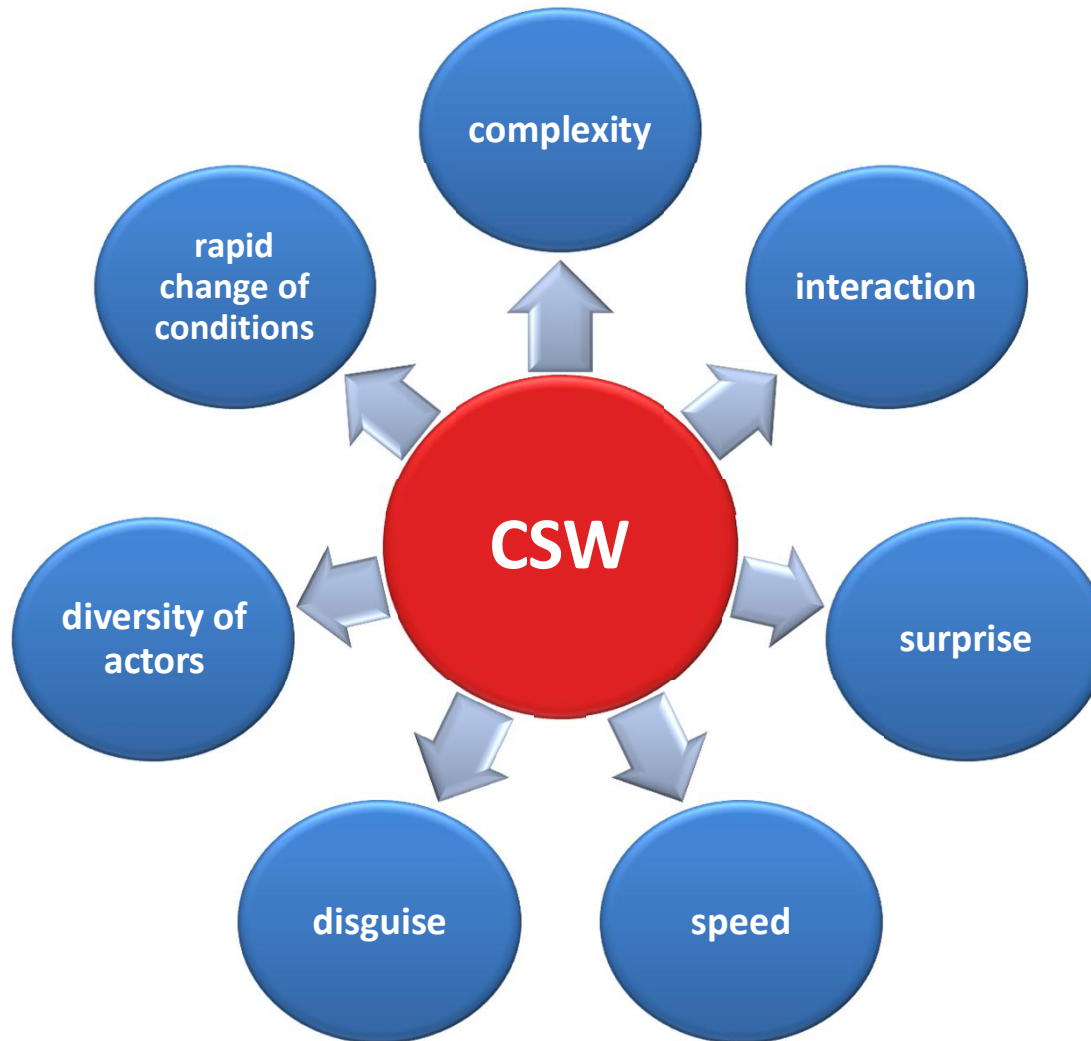 complexity
interaction
surprise
speed
disguise
diversity of
actors
rapid
change of
conditions
CSW